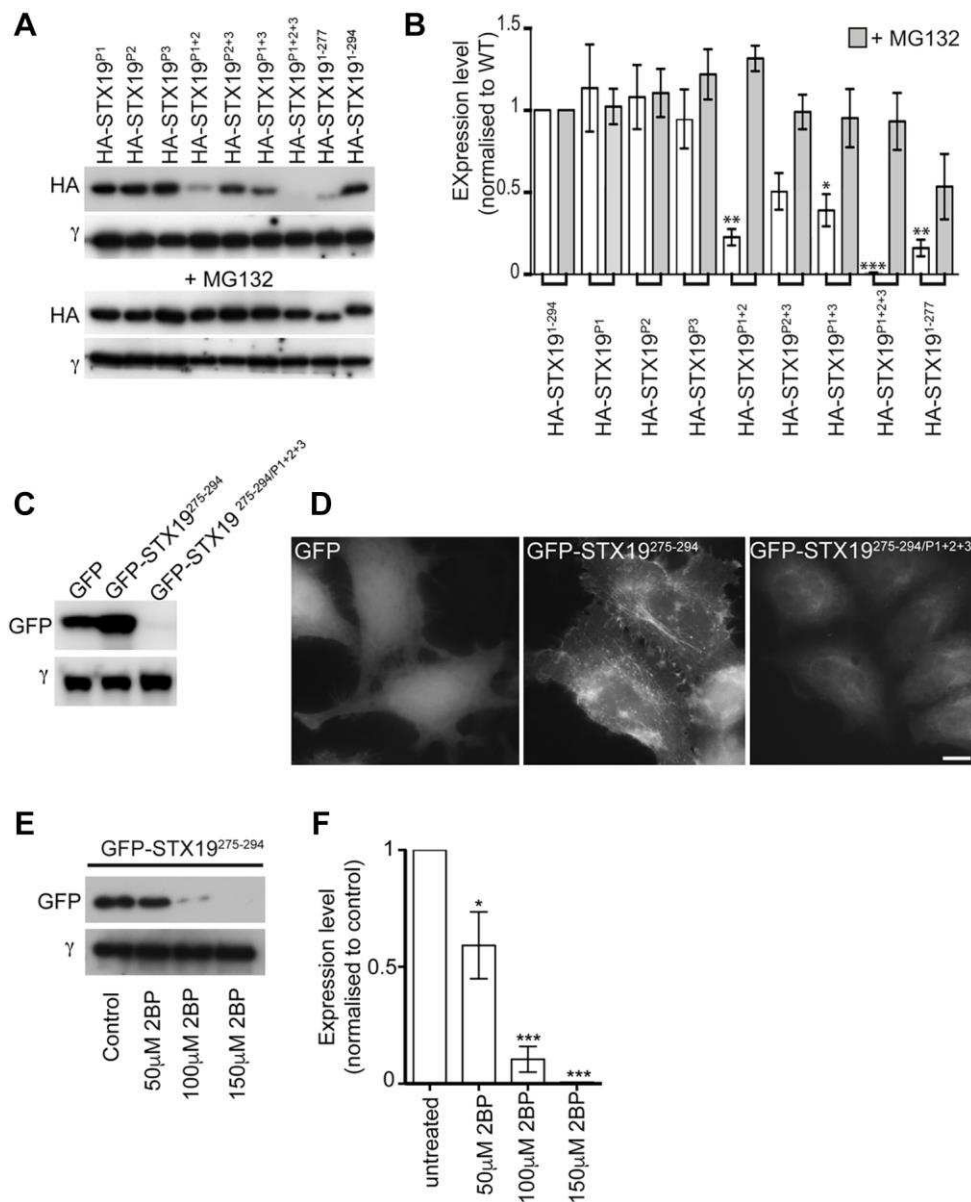 A
HA-STX19P1
HA-STX19P2
HA-STX19P3
HA-STX19P1+2
HA-STX19P2+3
HA-STX19P1+3
HA-STX19P1+2+3
HA-STX191-277
HA-STX191-294
HA
γ
+ MG132
HA
γ
B
+ MG132
EXpression level
(normalised to WT)
1.5
1
0.5
0
**
*
***
**
HA-STX191-294
HA-STX19P1
HA-STX19P2
HA-STX19P3
HA-STX19P1+2
HA-STX19P2+3
HA-STX19P1+3
HA-STX19P1+2+3
HA-STX191-277
C
GFP
GFP-STX19275-294
GFP-STX19 275-294/P1+2+3
GFP
γ
D
GFP
GFP-STX19275-294
GFP-STX19275-294/P1+2+3
E
GFP-STX19275-294
GFP
γ
Control
50μM 2BP
100μM 2BP
150μM 2BP
F
Expression level
(normalised to control)
1
0.5
0
*
***
***
untreated
50μM 2BP
100μM 2BP
150μM 2BP